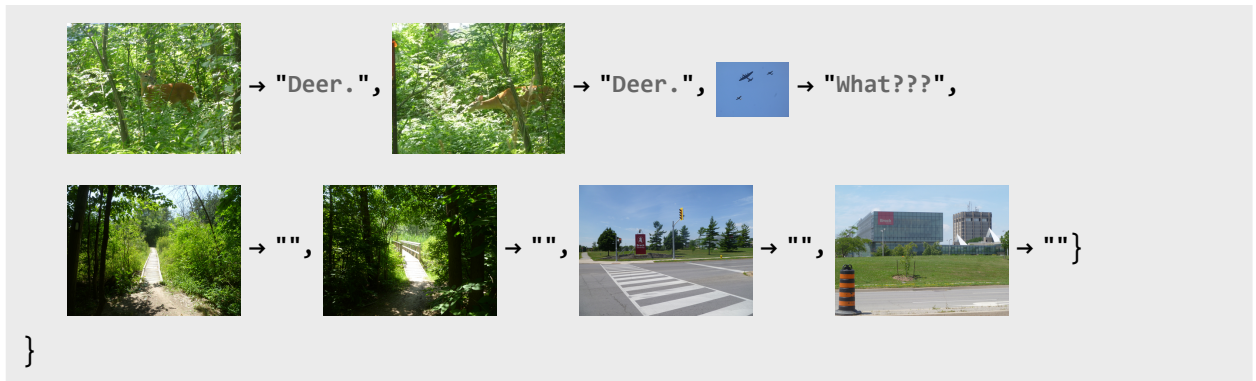 → "Deer.", → "Deer.", → "What???",
→ "", → "", → "", → ""}
}